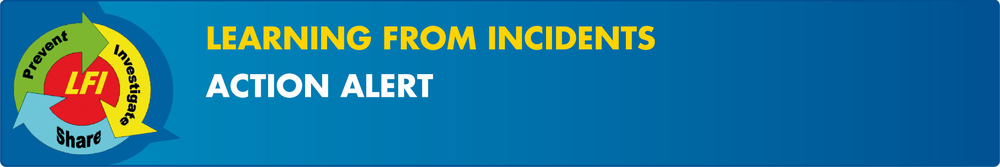 Prevent
Investigate
LFI
Share
LEARNING FROM INCIDENTS
ACTION ALERT